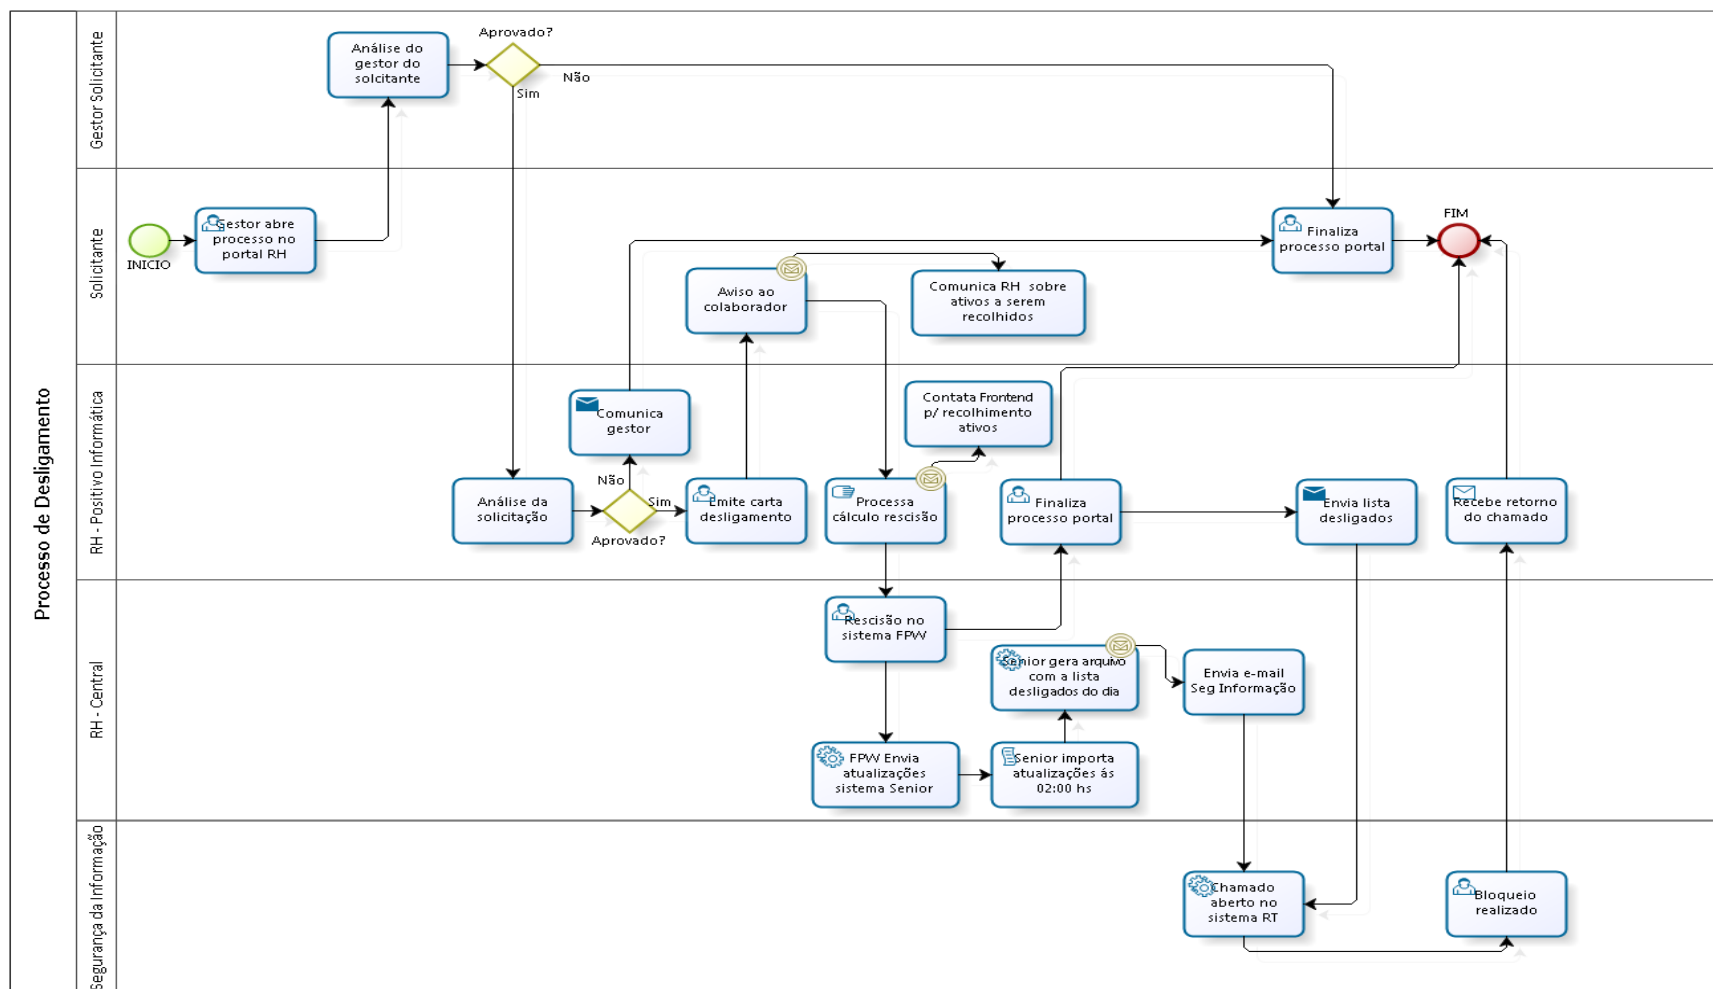 Processo de Desligamento
Gestor Solicitante
Aprovado?
Análise do
gestor do
solcitante
Não
Sim
Solicitante
INICIO
Gestor abre
processo no
portal RH
Aviso ao
colaborador
Comunica RH sobre
ativos a serem
recolhidos
Finaliza
processo portal
FIM
RH - Positivo Informática
Comunica
gestor
Contata Frontend
p/ recolhimento
ativos
Análise da
solicitação
Não
Sim
Aprovado?
Emite carta
desligamento
Processa
cálculo rescisão
Finaliza
processo portal
Envia lista
desligados
Recebe retorno
do chamado
RH - Central
Rescisão no
sistema FPW
Senior gera arquivo
com a lista
desligados do dia
Envia e-mail
Seg Informação
FPW Envia
atualizações
sistema Senior
Senior importa
atualizações ás
02:00 hs
Segurança da Informação
Chamado
aberto no
sistema RT
Bloqueio
realizado